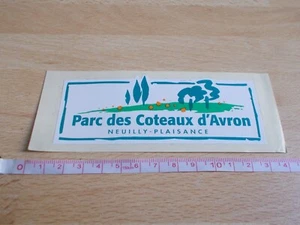 Parc des Coteaux d'Avron
NEUILLY-PLAISANCE